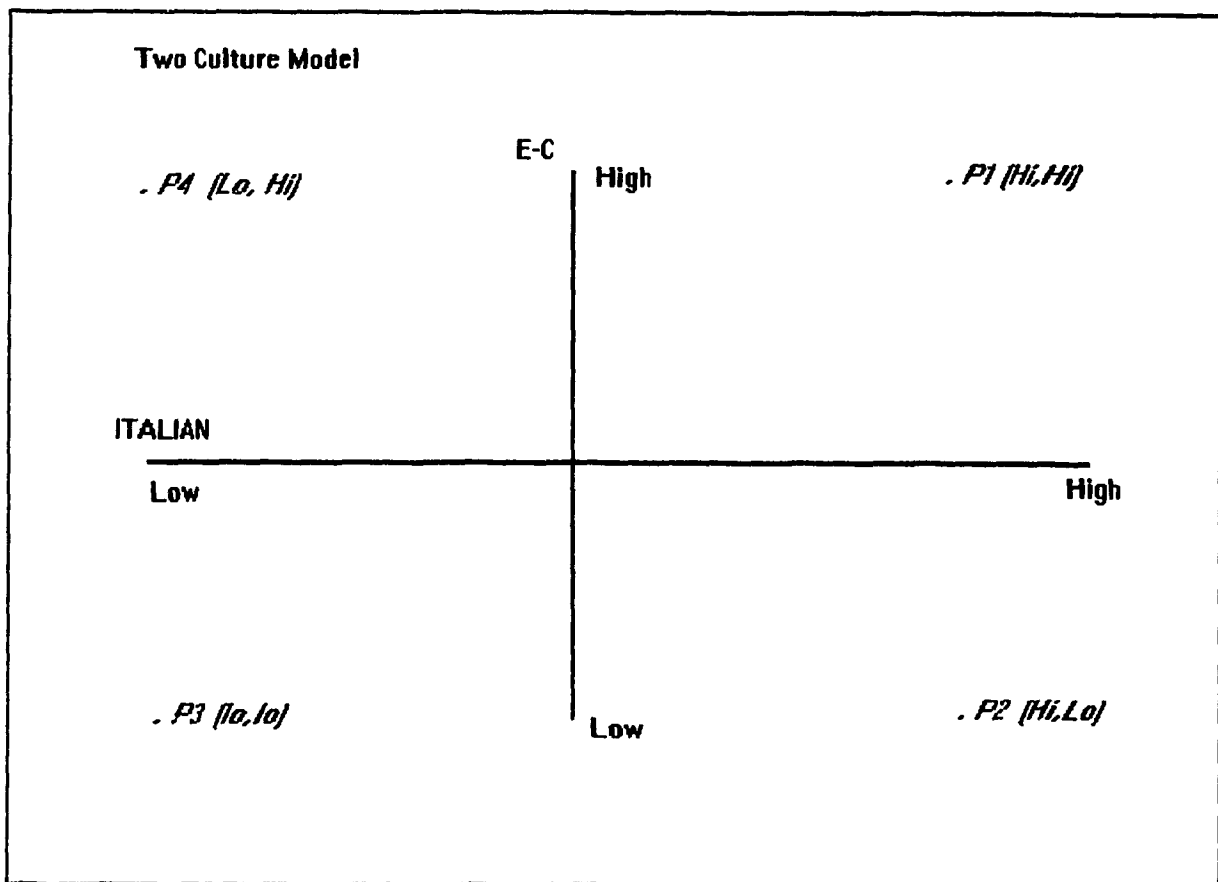 Two Culture Model
E-C
. P4 (Lo, Hi)
High
. P1 (Hi,Hi)
ITALIAN
Low
High
. P3 (lo,lo)
Low
. P2 (Hi,Lo)